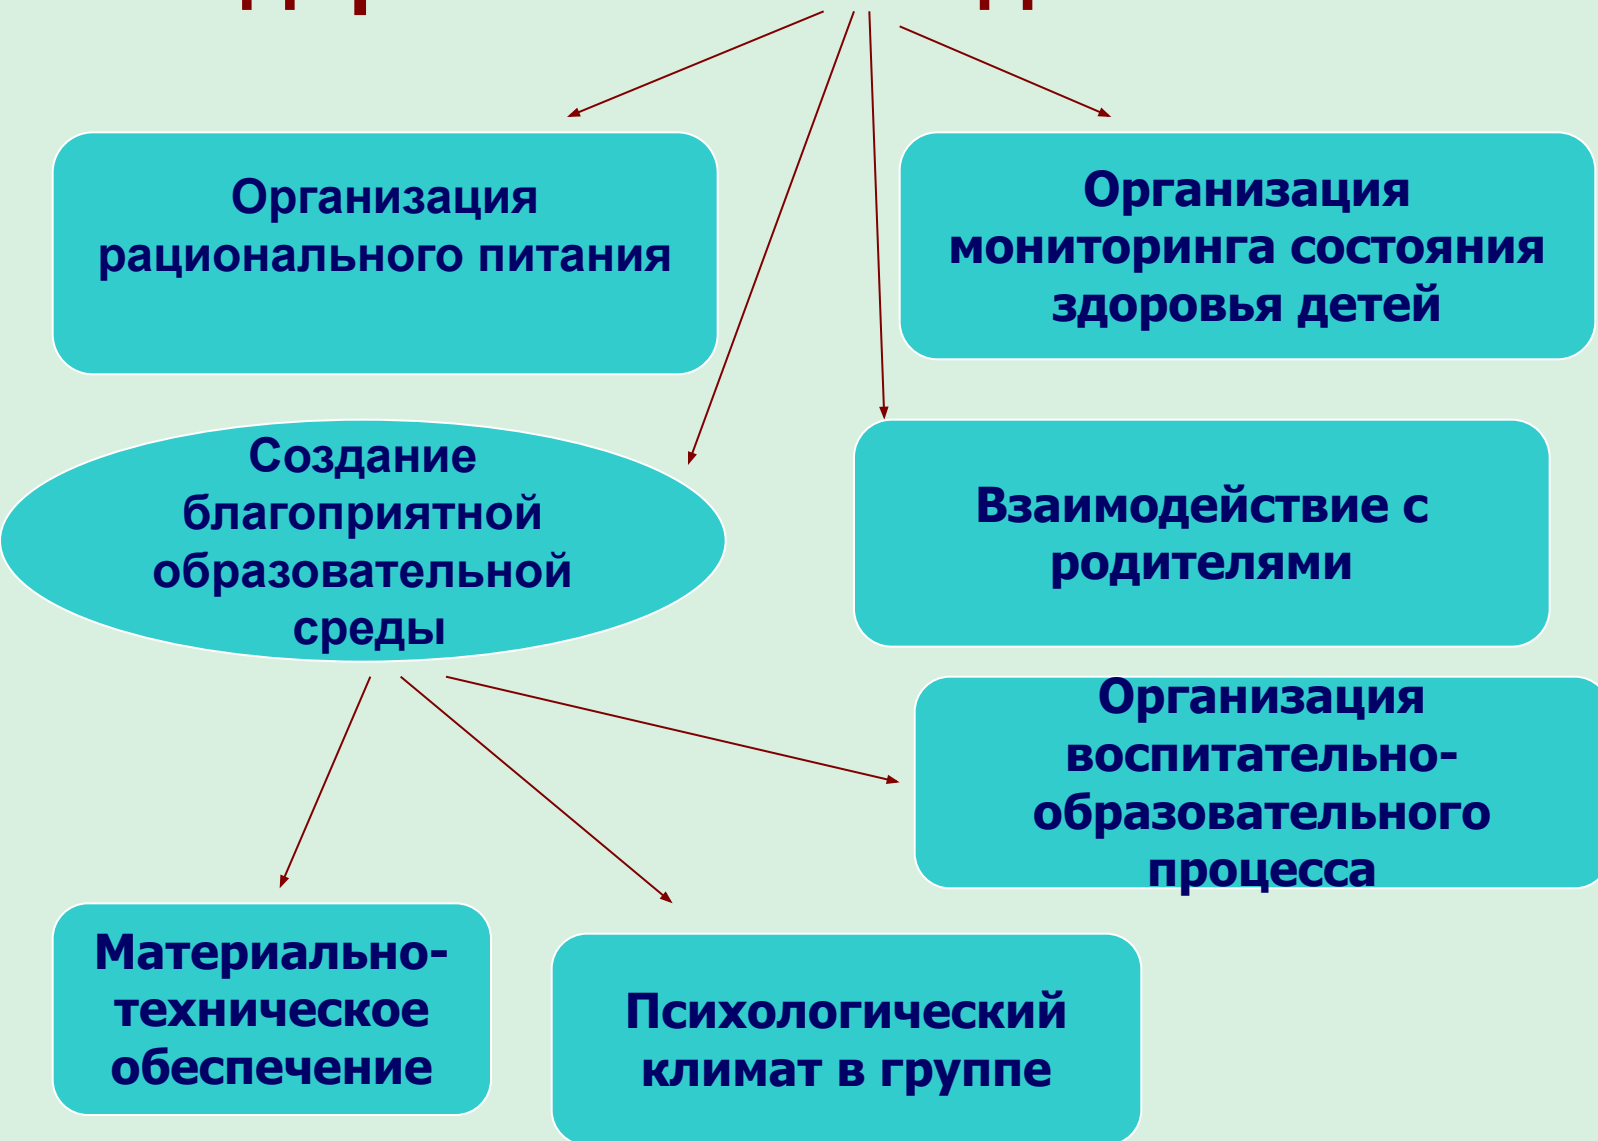 Организация
рационального питания
Организация
мониторинга состояния
здоровья детей
Создание
благоприятной
образовательной
среды
Взаимодействие с
родителями
Организация
воспитательно-
образовательного
процесса
Материально-
техническое
обеспечение
Психологический
климат в группе